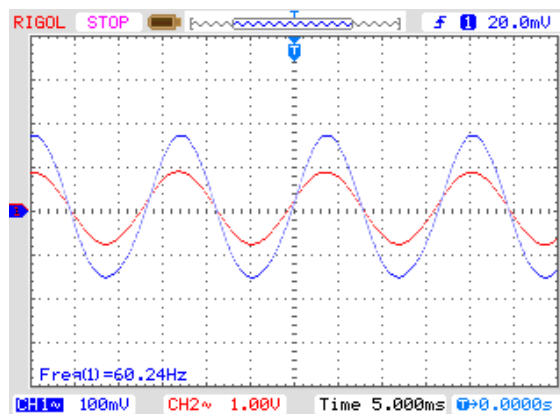 RIGOL STOP T f 1 20.0mV
T
Freq(1)=60.24Hz
CH1~ 100mV CH2~ 1.00V Time 5.000ms T→0.0000s